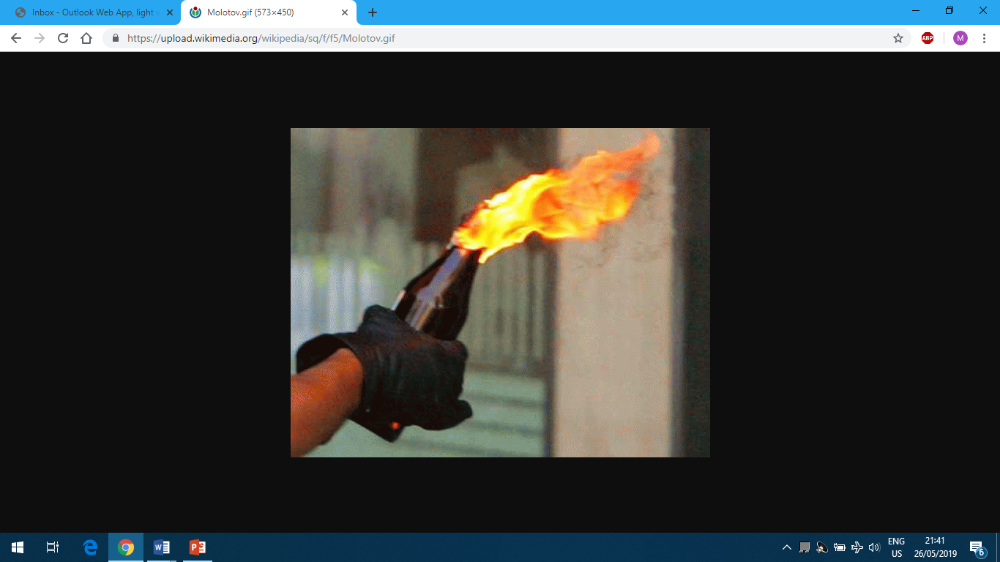 Inbox - Outlook Web App, light v
Molotov.gif (573×450)
https://upload.wikimedia.org/wikipedia/sq/f/f5/Molotov.gif
ABP
M
ENG
US
21:41
26/05/2019
6